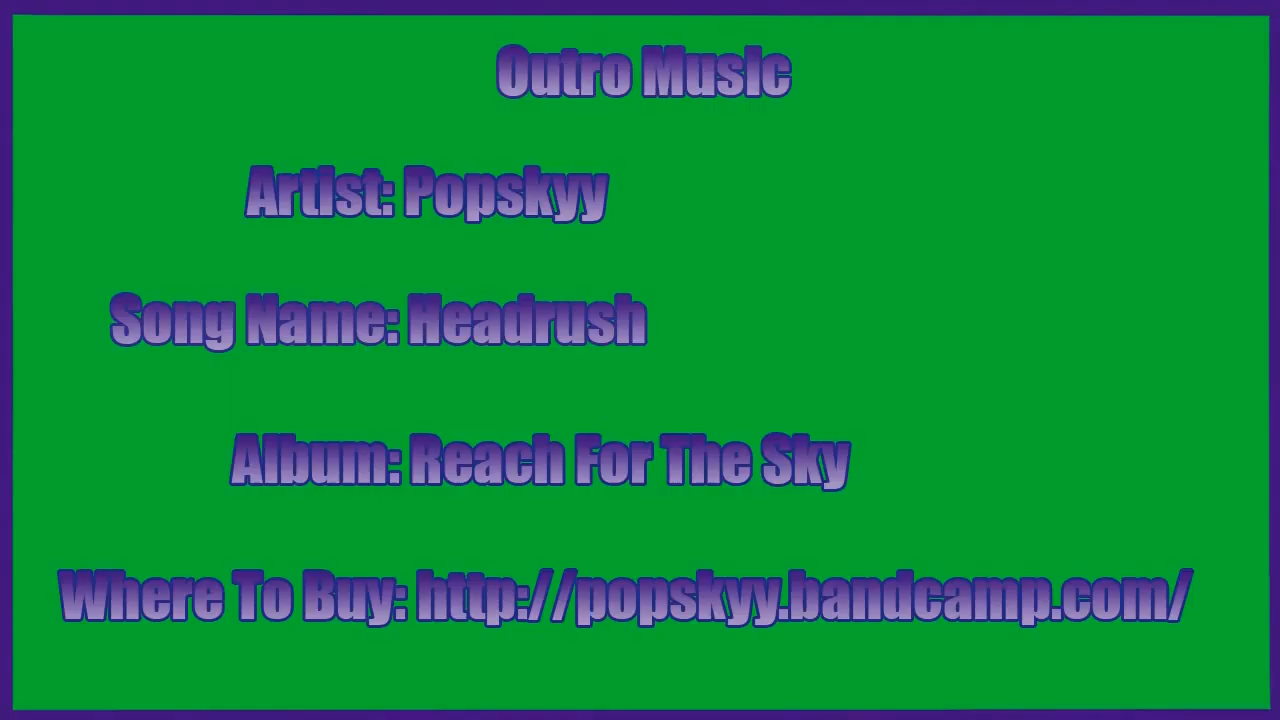 Outro Music
Artist: Popskyy
Song Name: Headrush
Album: Reach For The Sky
Where To Buy: http://popskyy.bandcamp.com/